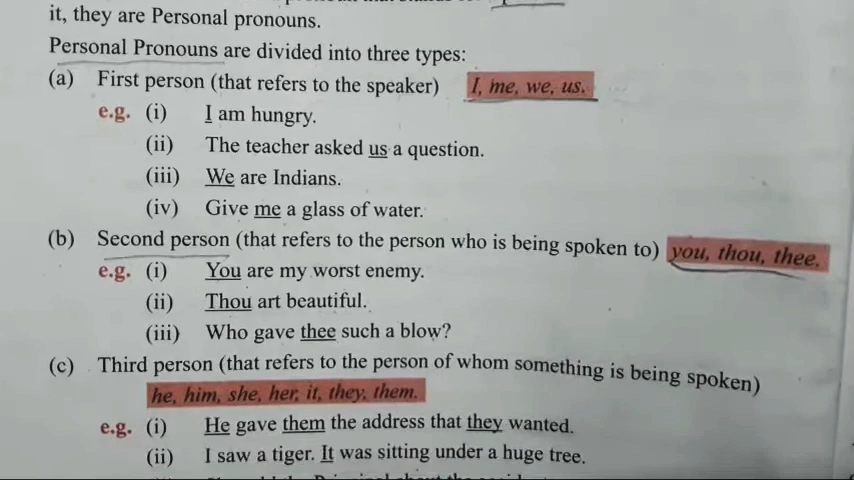 it, they are Personal pronouns.
Personal Pronouns are divided into three types:
(a) First person (that refers to the speaker) I, me, we, us.
e.g. (i) I am hungry.
(ii) The teacher asked us a question.
(iii) We are Indians.
(iv) Give me a glass of water.
(b) Second person (that refers to the person who is being spoken to) you, thou, thee.
e.g. (i) You are my worst enemy.
(ii) Thou art beautiful.
(iii) Who gave thee such a blow?
(c) Third person (that refers to the person of whom something is being spoken)
he, him, she, her, it, they, them.
e.g. (i) He gave them the address that they wanted.
(ii) I saw a tiger. It was sitting under a huge tree.